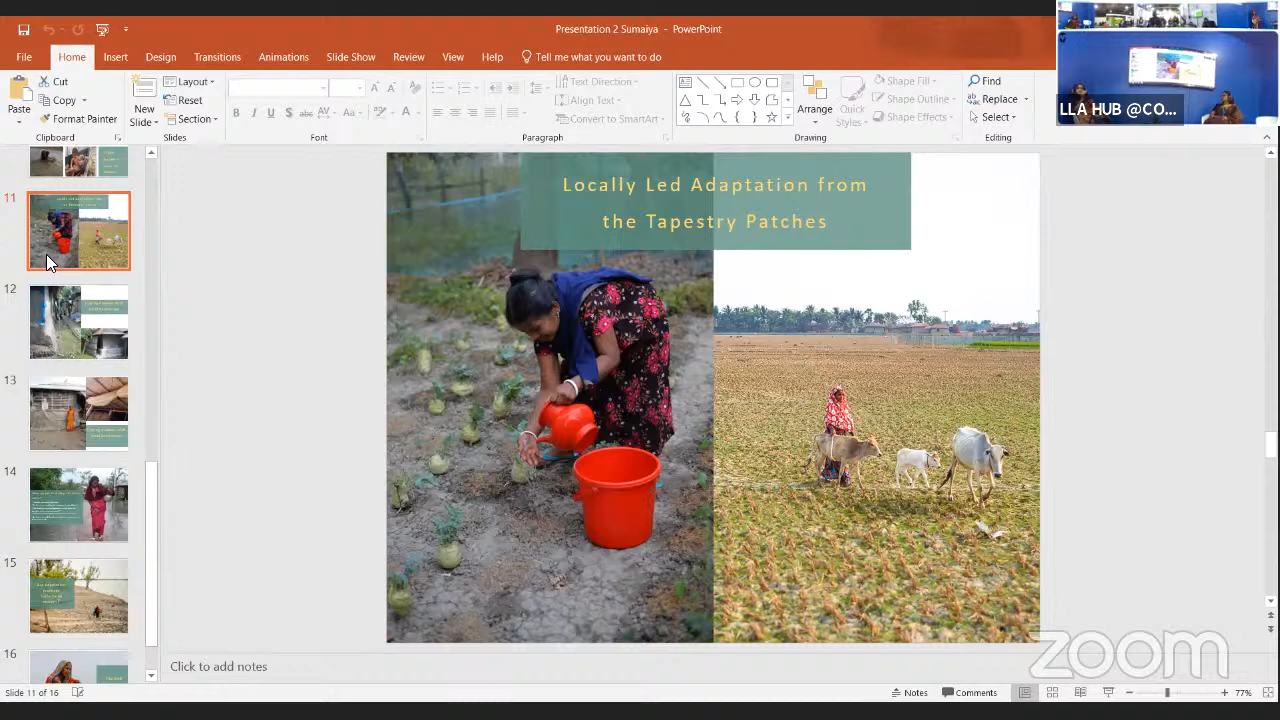 Presentation 2 Sumaiya - PowerPoint
File Home Insert Design Transitions Animations Slide Show Review View Help Tell me what you want to do
Paste
Cut
Copy
Format Painter
Clipboard
New Slide
Layout
Reset
Section
Slides
B I U S abc AV Aa A
Font
Text Direction
Align Text
Convert to SmartArt
Paragraph
Arrange
Quick Styles
Shape Fill
Shape Outline
Shape Effects
Drawing
Find
Replace
Select
Editing
LLA HUB @CO...
11
12
13
14
15
16
Locally Led Adaptation from
the Tapestry Patches
Click to add notes
zoom
Slide 11 of 16
Notes
Comments
77%